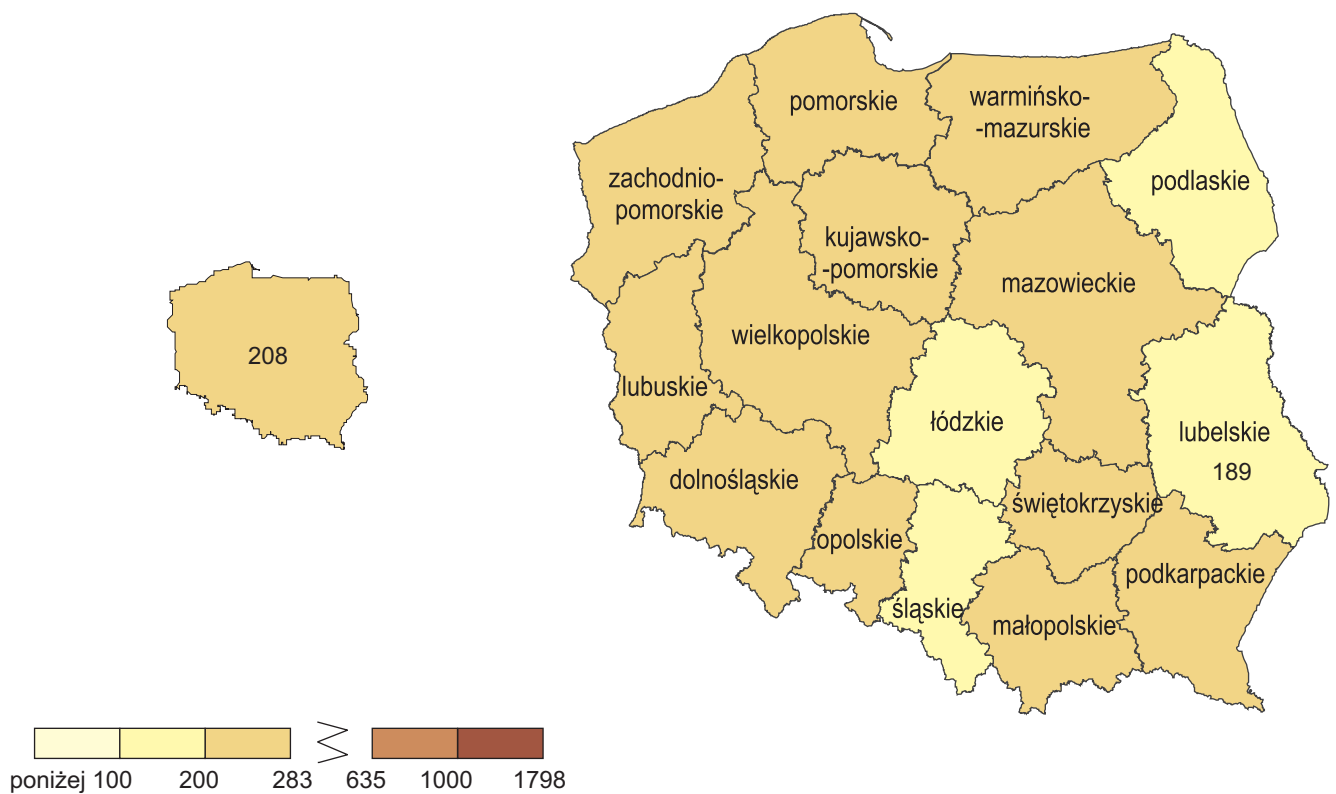 pomorskie
warmińsko-
-mazurskie
zachodnio-
pomorskie
podlaskie
kujawsko-
-pomorskie
mazowieckie
wielkopolskie
208
lubuskie
łódzkie
lubelskie
189
dolnośląskie
świętokrzyskie
opolskie
podkarpackie
śląskie
małopolskie
poniżej 100 200 283 635 1000 1798